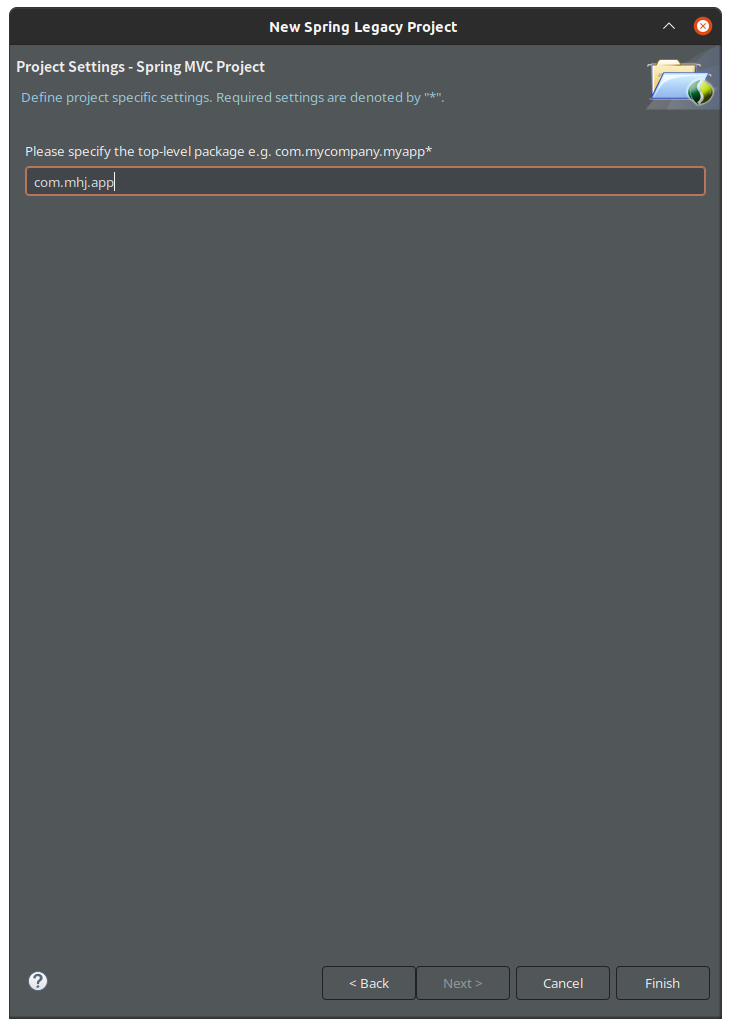 New Spring Legacy Project
Project Settings - Spring MVC Project
Define project specific settings. Required settings are denoted by "*".
Please specify the top-level package e.g. com.mycompany.myapp*
com.mhj.app
?
< Back
Next >
Cancel
Finish